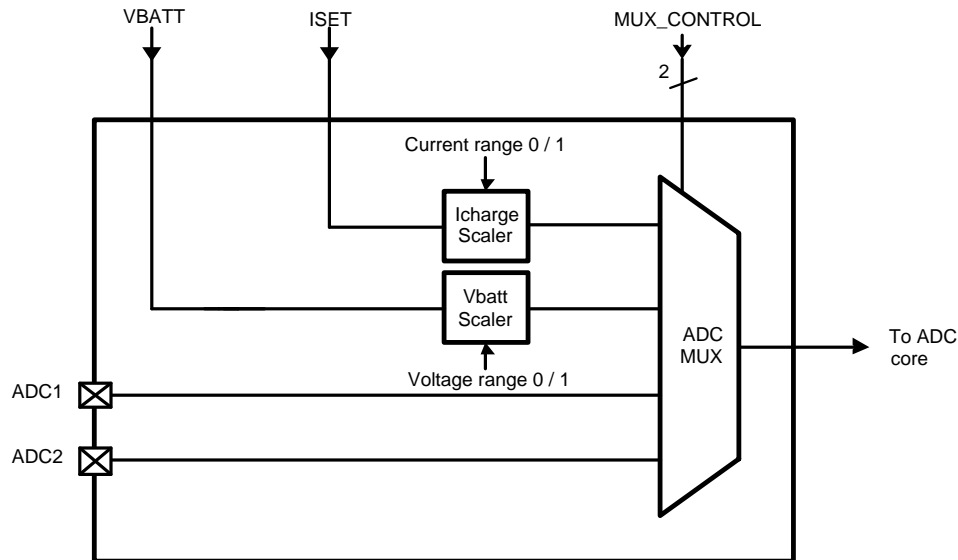 VBATT
ISET
MUX_CONTROL
2
Current range 0 / 1
Icharge
Scaler
Vbatt
Scaler
Voltage range 0 / 1
ADC
MUX
To ADC
core
ADC1
ADC2